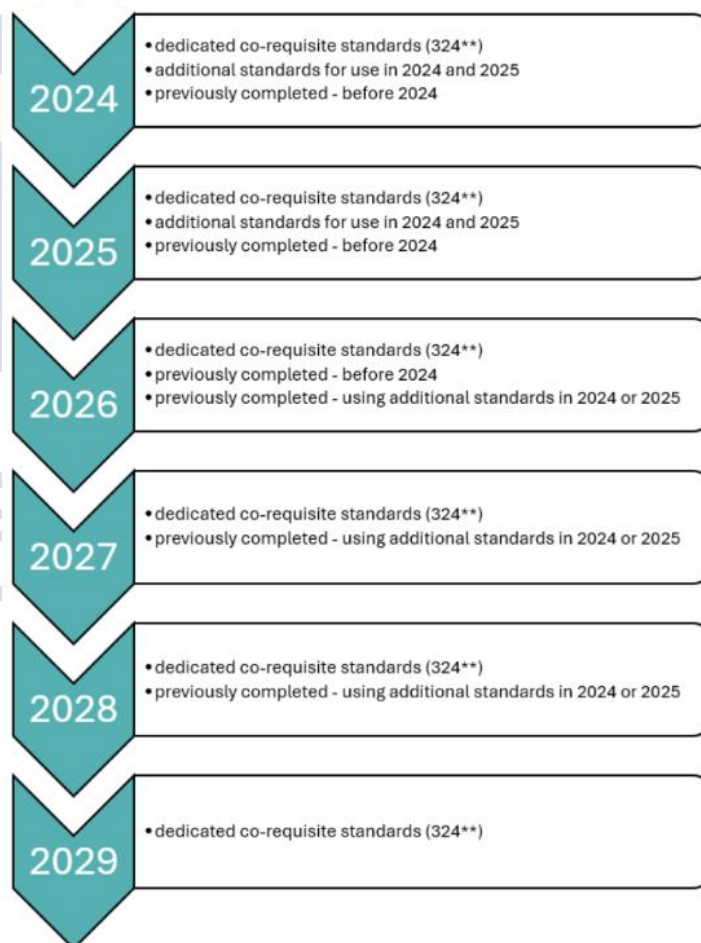 2024
•dedicated co-requisite standards (324**)
•additional standards for use in 2024 and 2025
•previously completed - before 2024
2025
•dedicated co-requisite standards (324**)
•additional standards for use in 2024 and 2025
•previously completed - before 2024
2026
•dedicated co-requisite standards (324**)
•previously completed - before 2024
•previously completed - using additional standards in 2024 or 2025
2027
•dedicated co-requisite standards (324**)
•previously completed - using additional standards in 2024 or 2025
2028
•dedicated co-requisite standards (324**)
•previously completed - using additional standards in 2024 or 2025
2029
•dedicated co-requisite standards (324**)